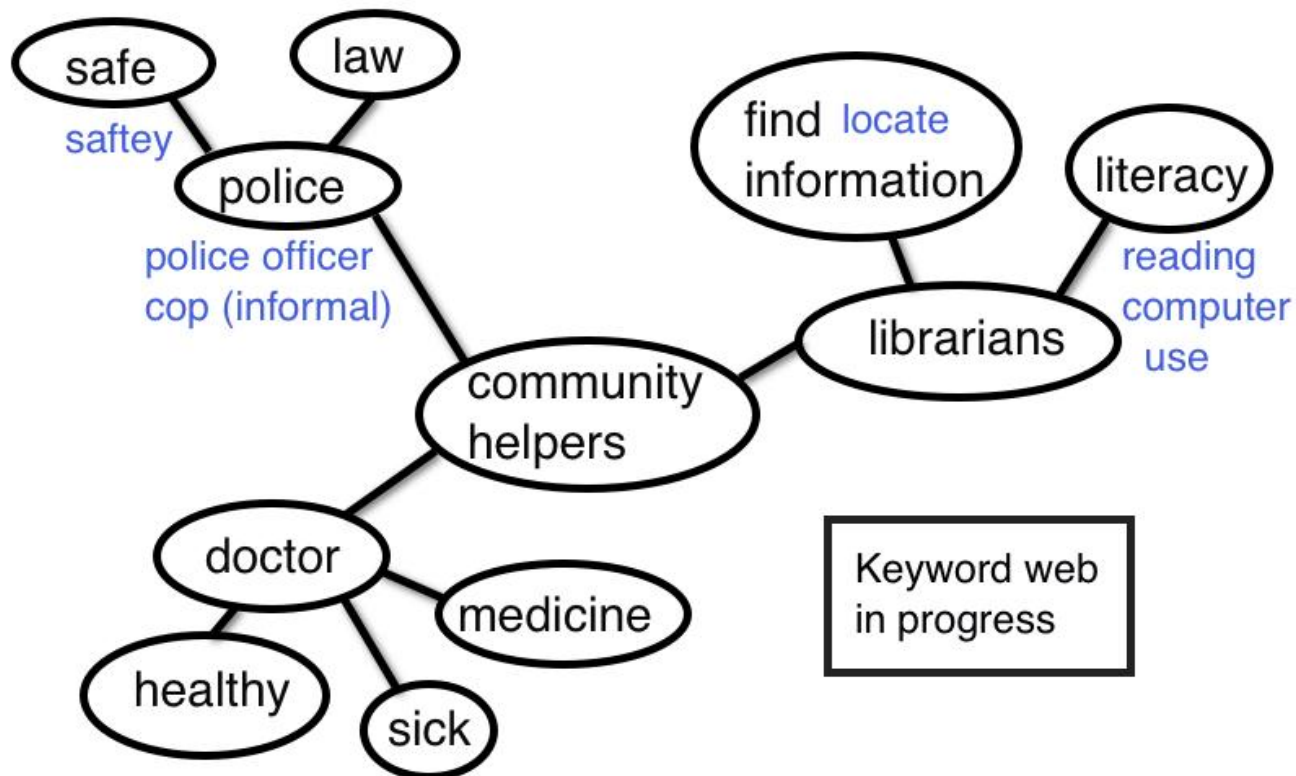 safe
law
saftey
police
police officer
cop (informal)
find locate
information
literacy
reading
computer
use
librarians
community
helpers
doctor
medicine
healthy
sick
Keyword web
in progress